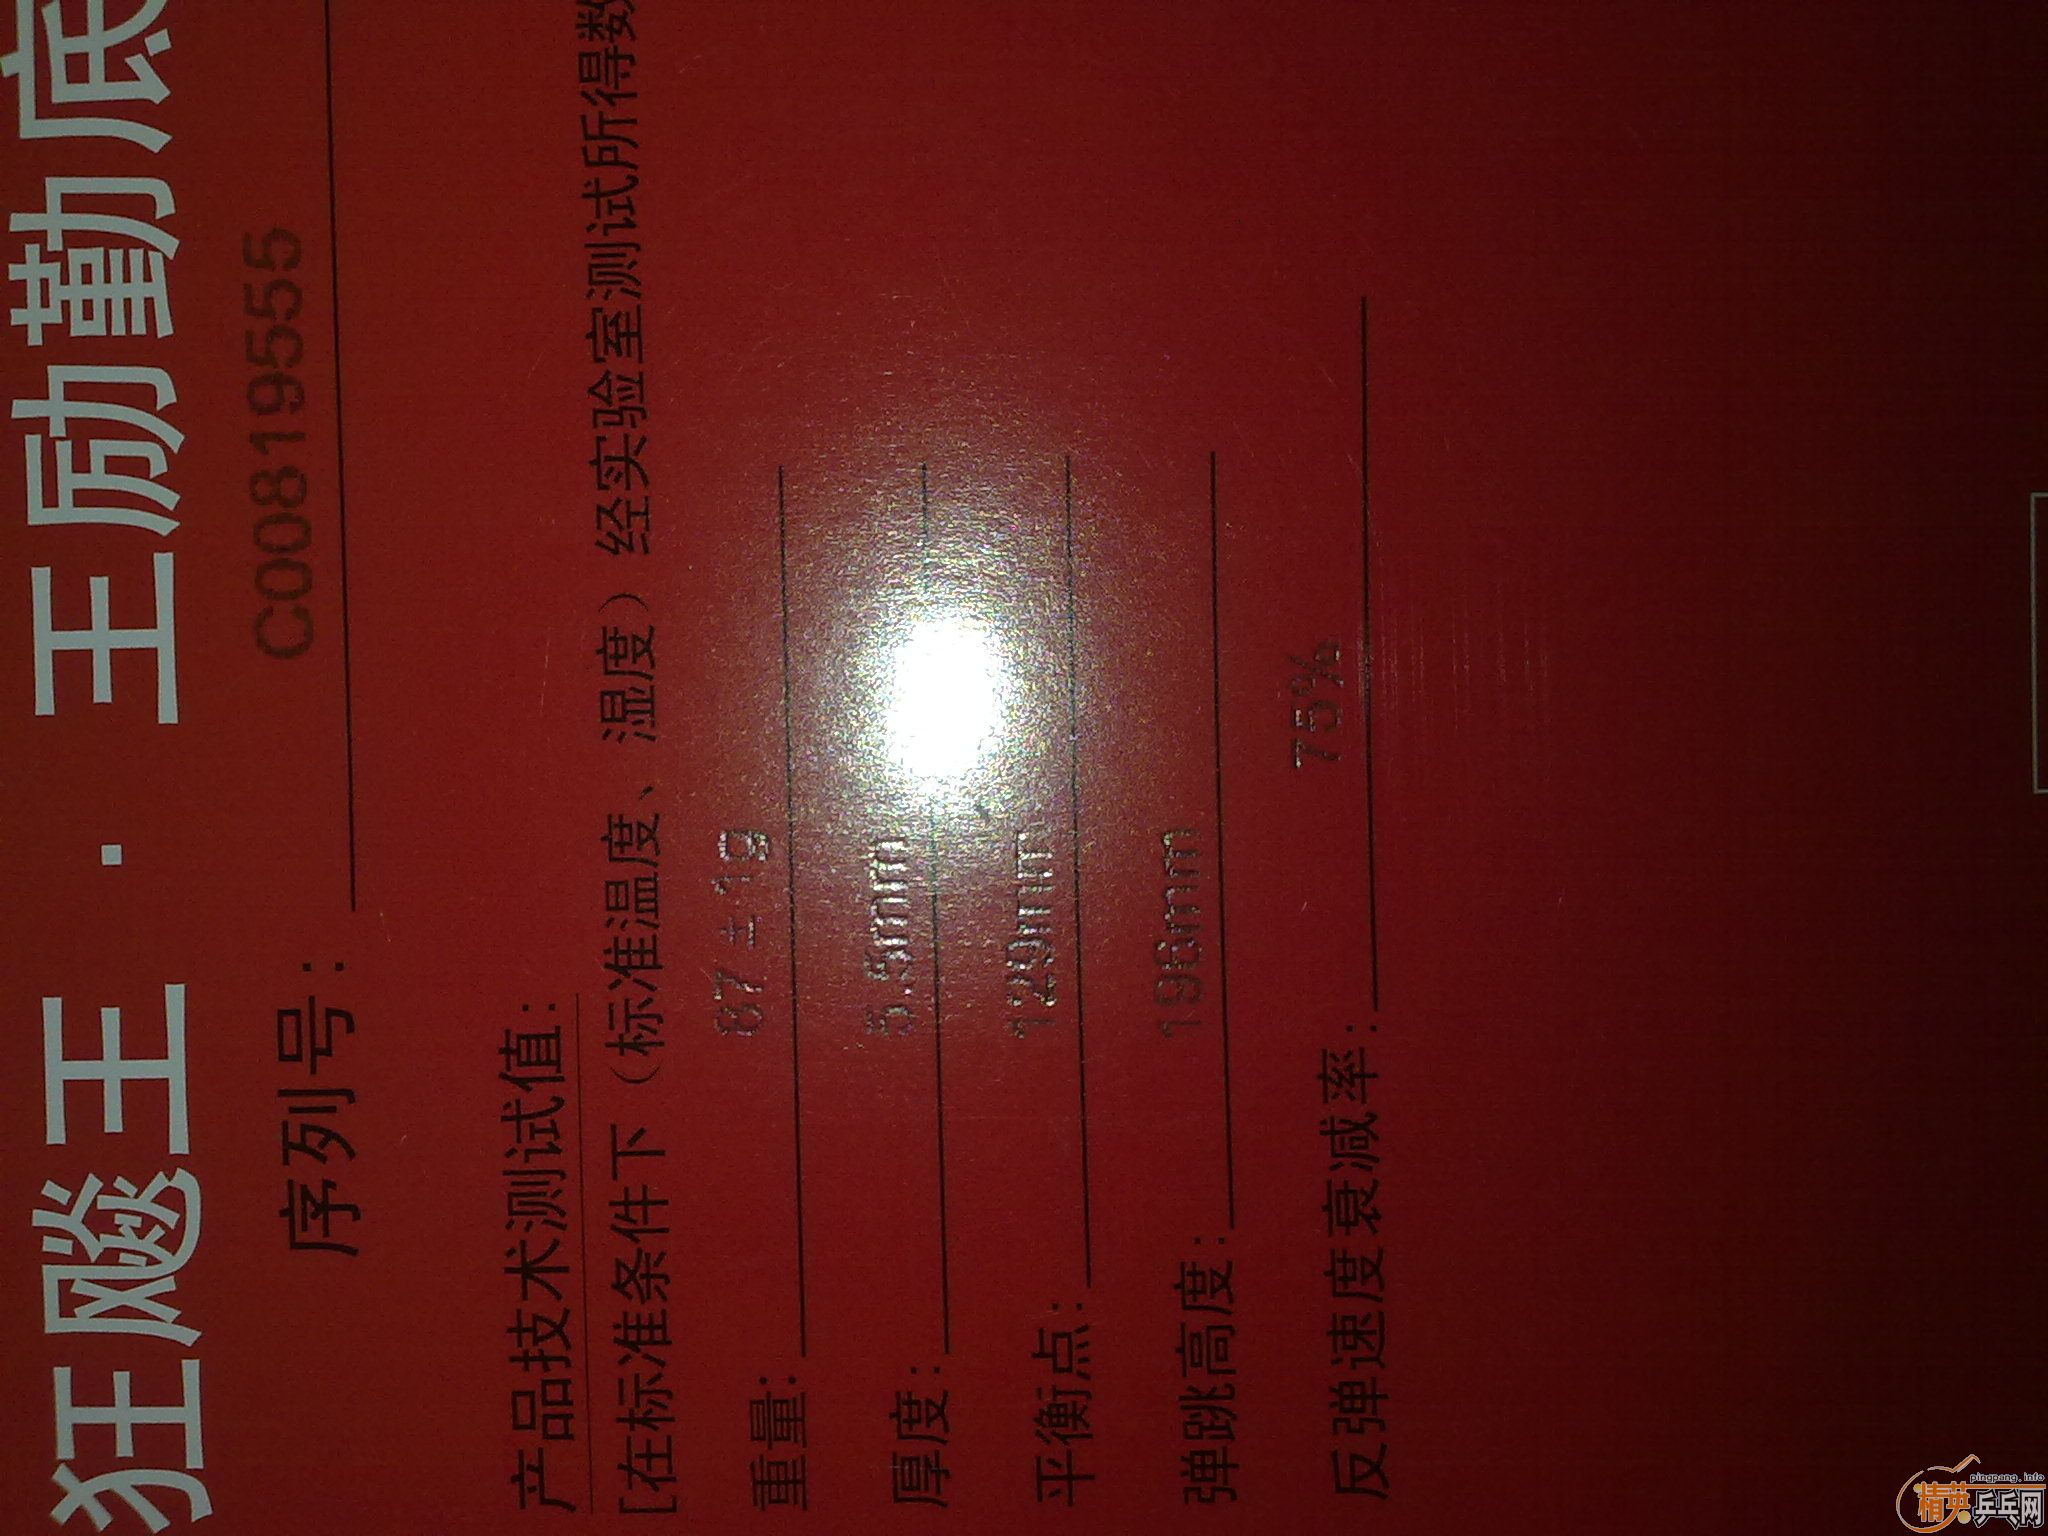 狂飚王·王励勤底
序列号：C00819555
产品技术测试值：
[在标准条件下（标准温度、湿度）经实验室测试所得数
重量：87±1g
厚度：5.5mm
平衡点：129mm
弹跳高度：196mm
反弹速度衰减率：75%
pingpang.info
精英乒乓网